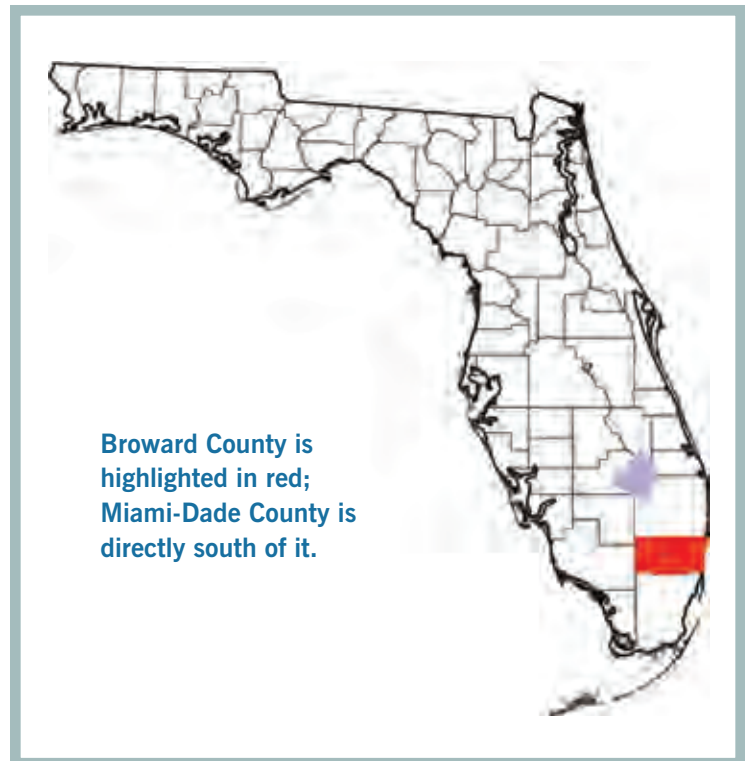 Broward County is
highlighted in red;
Miami-Dade County is
directly south of it.